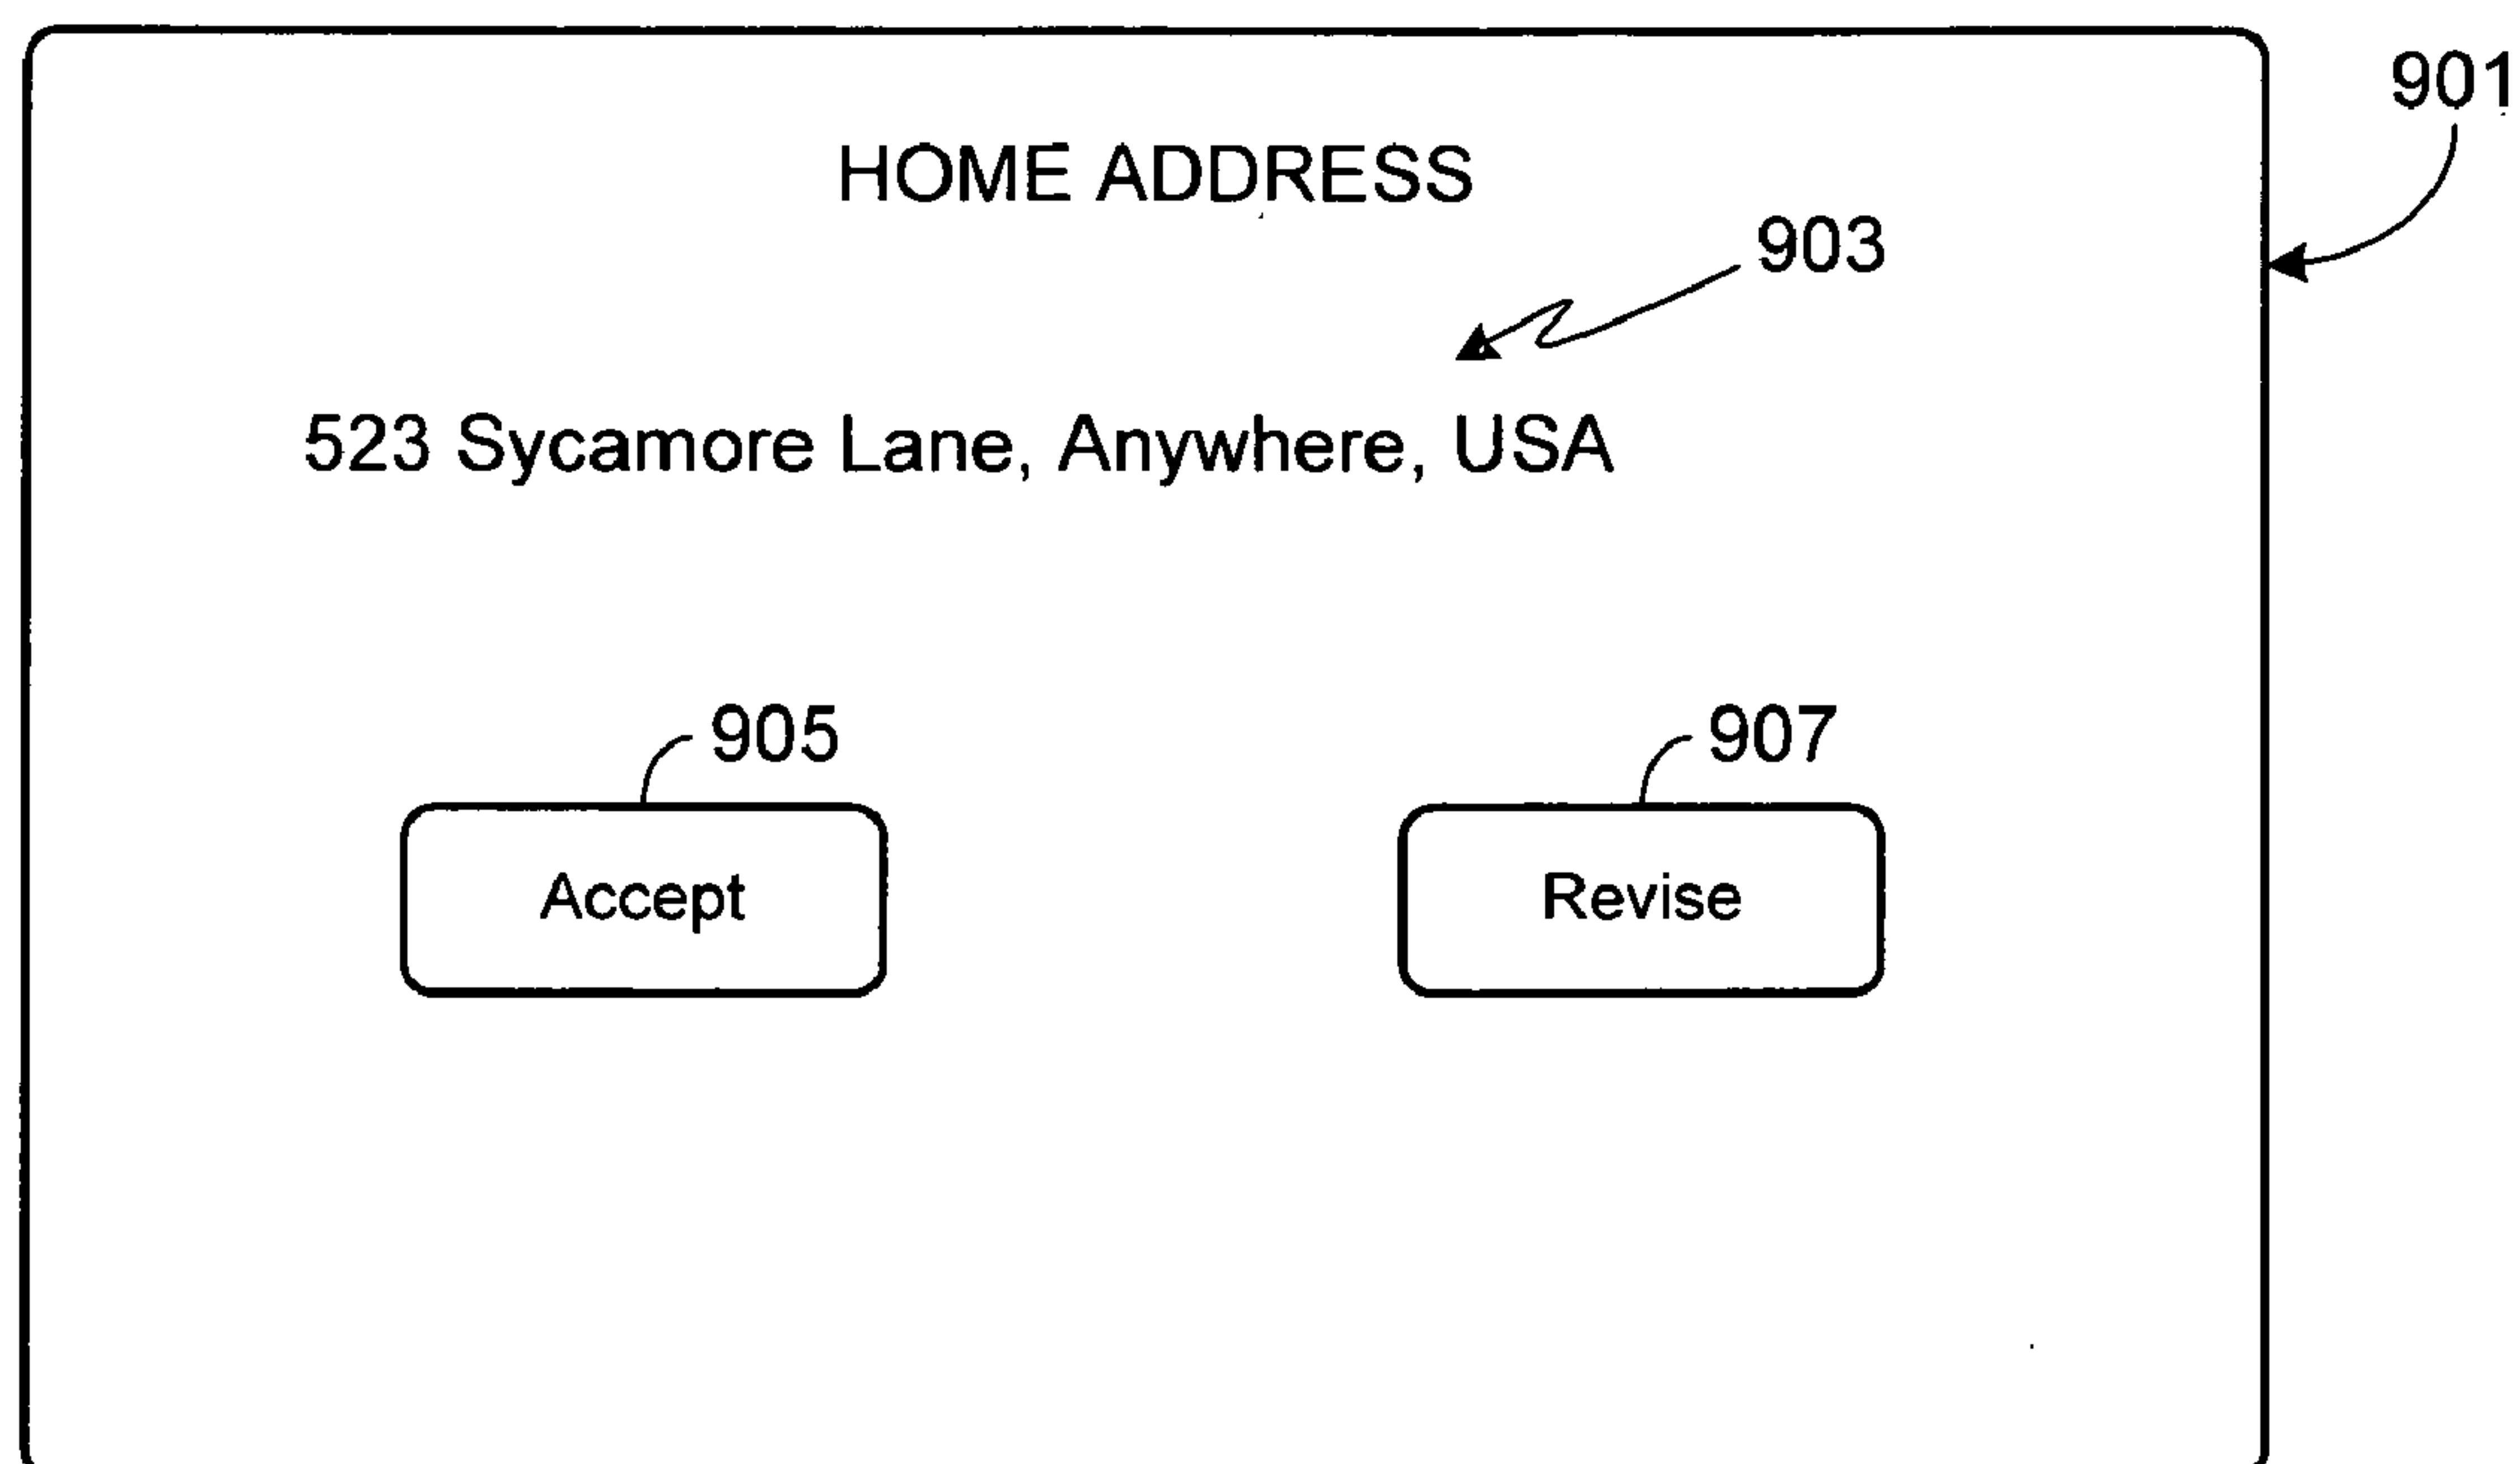 901
HOME ADDRESS
903
523 Sycamore Lane, Anywhere, USA
905
907
Accept
Revise